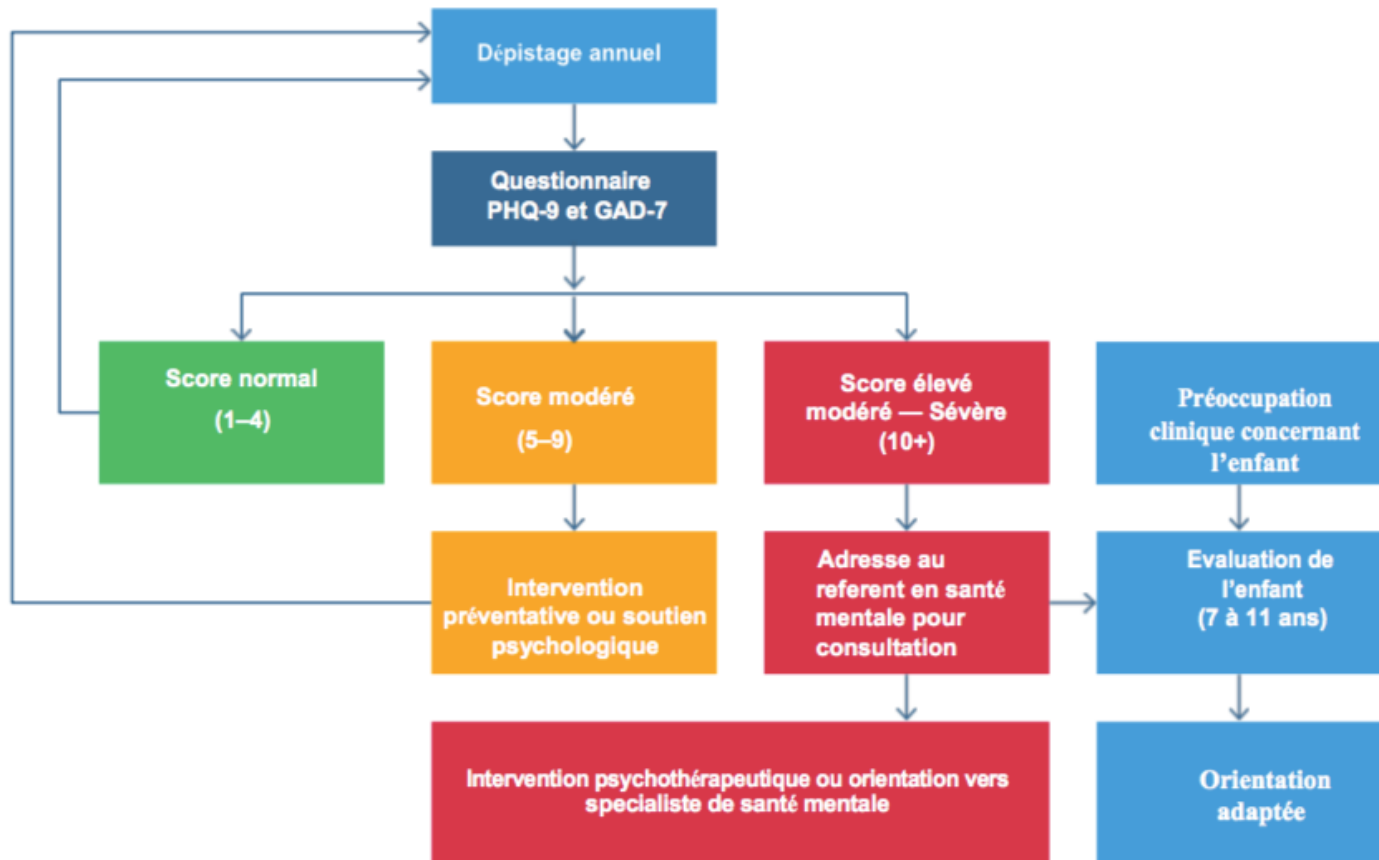 Dépistage annuel
Questionnaire
PHQ-9 et GAD-7
Score normal
(1–4)
Score modéré
(5–9)
Score élevé
modéré — Sévère
(10+)
Préoccupation
clinique concernant
l’enfant
Intervention
préventative ou soutien
psychologique
Adresse au
referent en santé
mentale pour
consultation
Evaluation de
l’enfant
(7 à 11 ans)
Intervention psychothérapeutique ou orientation vers
specialiste de santé mentale
Orientation
adaptée